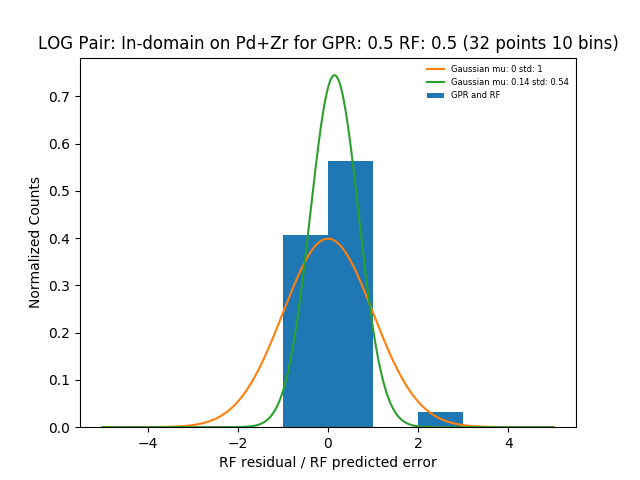 LOG Pair: In-domain on Pd+Zr for GPR: 0.5 RF: 0.5 (32 points 10 bins)
Gaussian mu: 0 std: 1
Gaussian mu: 0.14 std: 0.54
GPR and RF
Normalized Counts
0.7
0.6
0.5
0.4
0.3
0.2
0.1
0.0
−4 −2 0 2 4
RF residual / RF predicted error